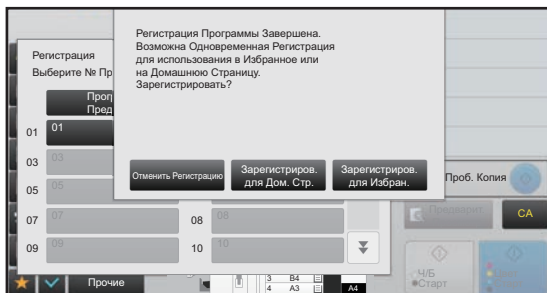 Регистрация Программы Завершена.
Возможна Одновременная Регистрация
для использования в Избранное или
на Домашнюю Страницу.
Зарегистрировать?
Отменить Регистрацию
Зарегистриров.
для Дом. Стр.
Зарегистриров.
для Избран.
Регистрация
Выберите № Пр
Прог
Пред
01 01
03 03
05 05
07 07 08 08
09 09 10 10
Проб. Копия
Предварит
CA
Ч/Б
Старт
Прочие
3 B4
4 A3
A4